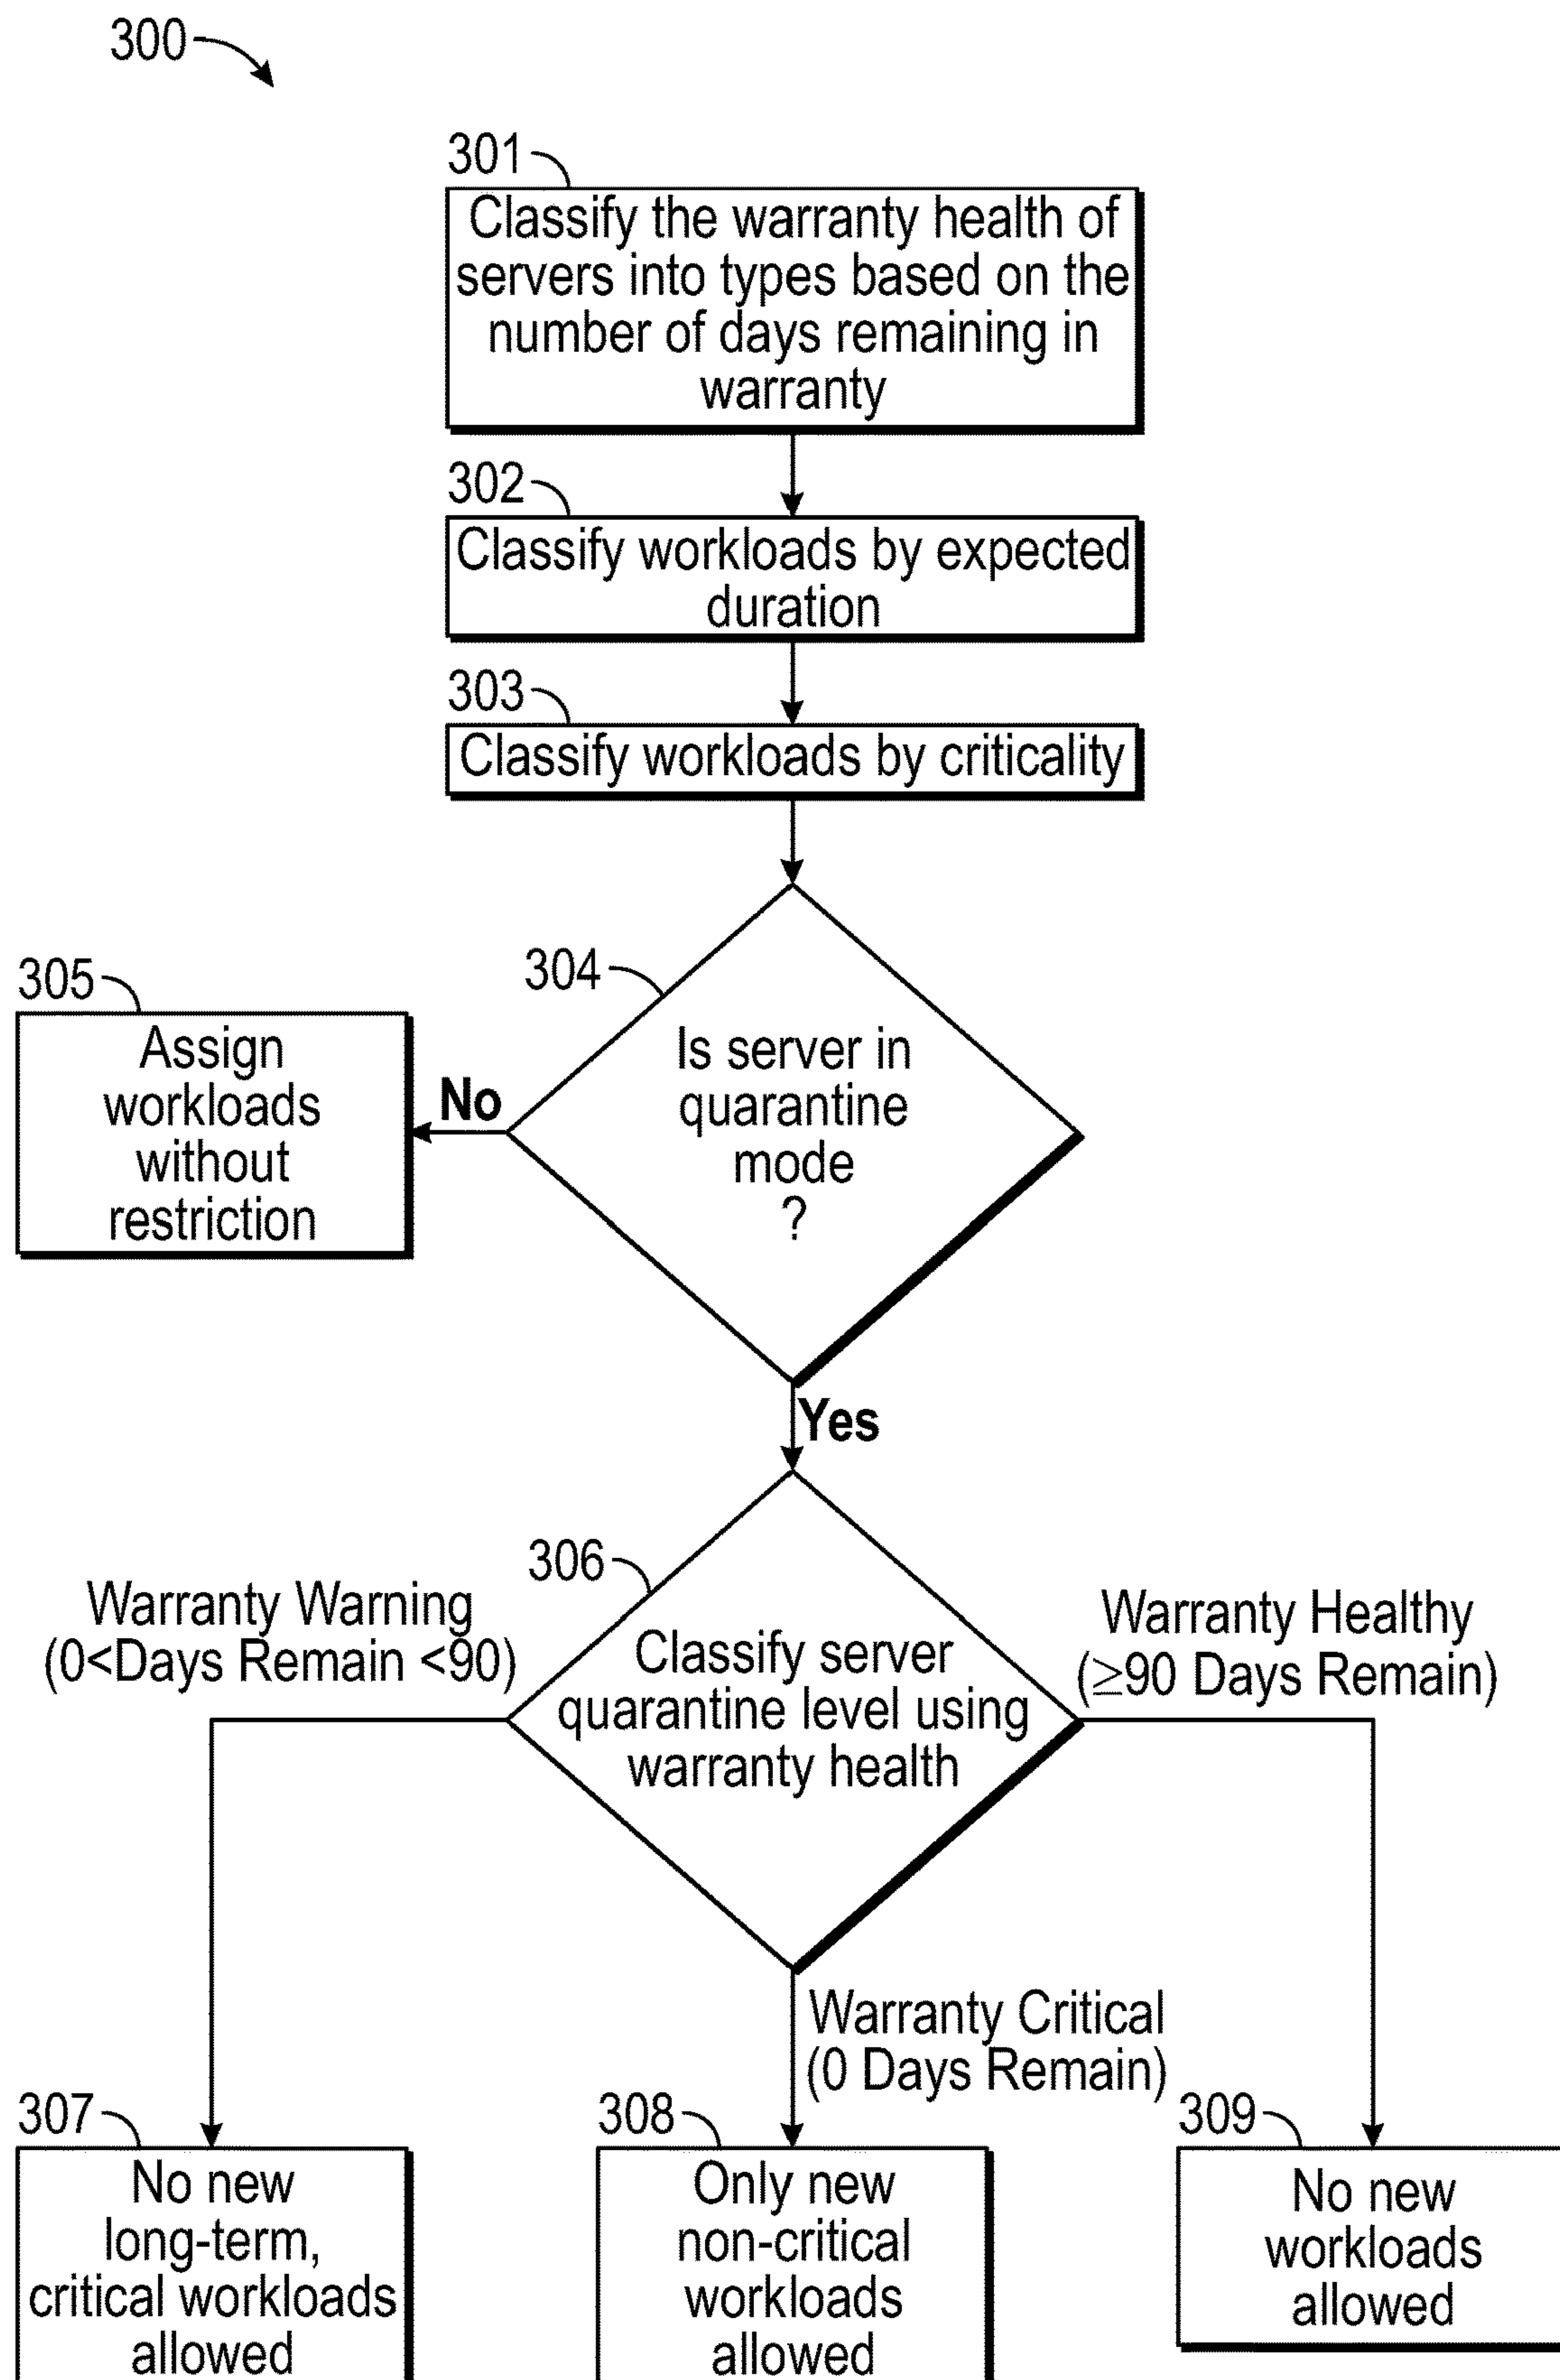 300
301
Classify the warranty health of
servers into types based on the
number of days remaining in
warranty
302
Classify workloads by expected
duration
303
Classify workloads by criticality
304
Is server in
quarantine
mode
?
No
305
Assign
workloads
without
restriction
Yes
306
Classify server
quarantine level using
warranty health
Warranty Warning
(0<Days Remain <90)
Warranty Healthy
(≥90 Days Remain)
Warranty Critical
(0 Days Remain)
307
No new
long-term,
critical workloads
allowed
308
Only new
non-critical
workloads
allowed
309
No new
workloads
allowed